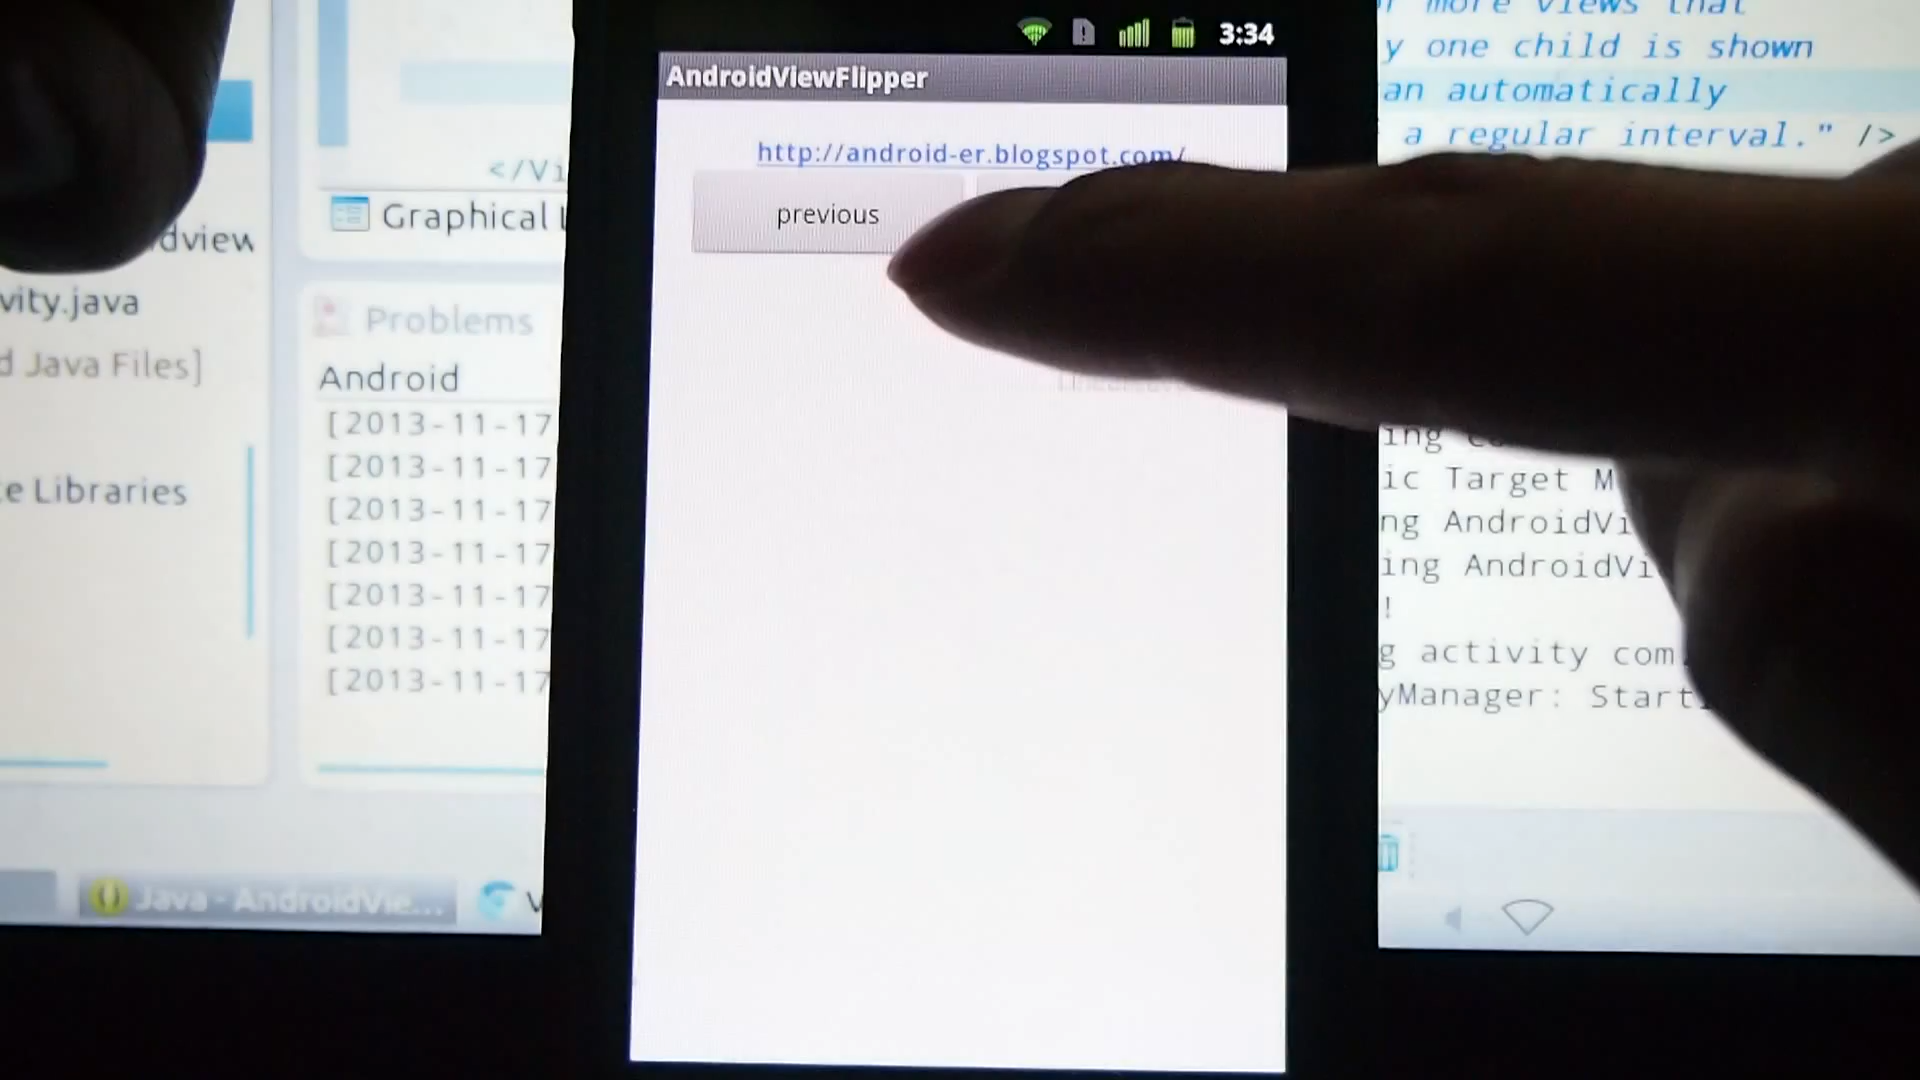 3:34
AndroidViewFlipper
http://android-er.blogspot.com/
previous
</Vi
Graphical
dview
vity.java
d Java Files]
e Libraries
Problems
Android
[2013-11-17
[2013-11-17
[2013-11-17
[2013-11-17
[2013-11-17
[2013-11-17
[2013-11-17
Java - AndroidVie...
r more views that
y one child is shown
an automatically
a regular interval." />
ing
ic Target M
ng AndroidVi
ing AndroidVi
!
g activity com.
yManager: Starti